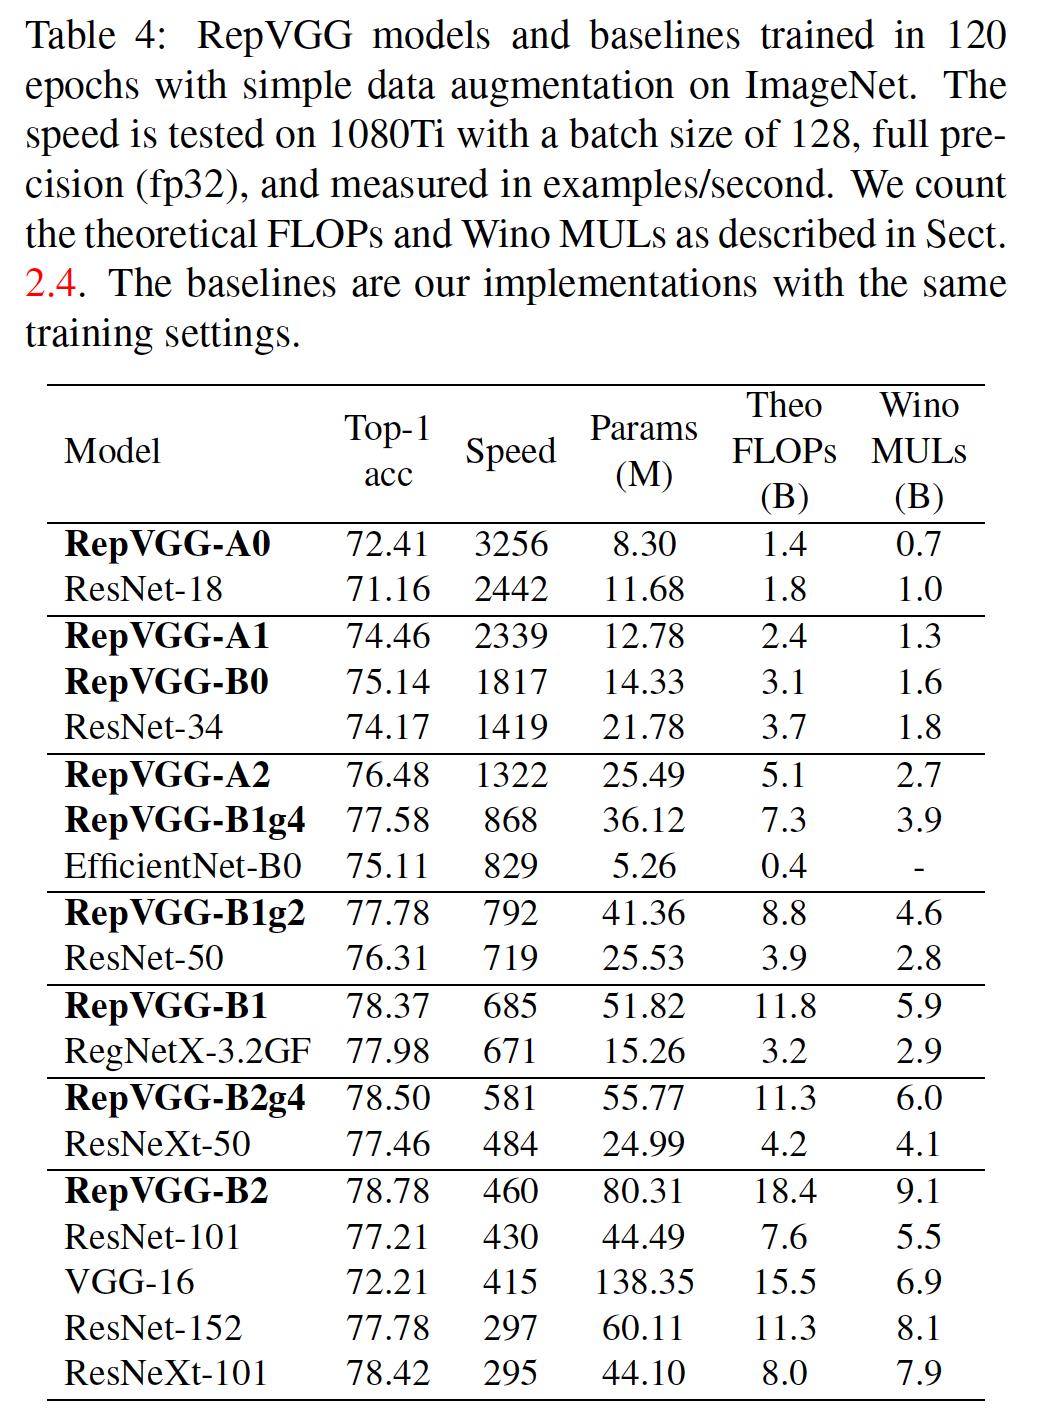 Table 4: RepVGG models and baselines trained in 120
epochs with simple data augmentation on ImageNet. The
speed is tested on 1080Ti with a batch size of 128, full pre-
cision (fp32), and measured in examples/second. We count
the theoretical FLOPs and Wino MULs as described in Sect.
2.4. The baselines are our implementations with the same
training settings.
Model Top-1 acc Speed Params (M) Theo FLOPs (B) Wino MULs (B)
RepVGG-A0 72.41 3256 8.30 1.4 0.7
ResNet-18 71.16 2442 11.68 1.8 1.0
RepVGG-A1 74.46 2339 12.78 2.4 1.3
RepVGG-B0 75.14 1817 14.33 3.1 1.6
ResNet-34 74.17 1419 21.78 3.7 1.8
RepVGG-A2 76.48 1322 25.49 5.1 2.7
RepVGG-B1g4 77.58 868 36.12 7.3 3.9
EfficientNet-B0 75.11 829 5.26 0.4 -
RepVGG-B1g2 77.78 792 41.36 8.8 4.6
ResNet-50 76.31 719 25.53 3.9 2.8
RepVGG-B1 78.37 685 51.82 11.8 5.9
RegNetX-3.2GF 77.98 671 15.26 3.2 2.9
RepVGG-B2g4 78.50 581 55.77 11.3 6.0
ResNeXt-50 77.46 484 24.99 4.2 4.1
RepVGG-B2 78.78 460 80.31 18.4 9.1
ResNet-101 77.21 430 44.49 7.6 5.5
VGG-16 72.21 415 138.35 15.5 6.9
ResNet-152 77.78 297 60.11 11.3 8.1
ResNeXt-101 78.42 295 44.10 8.0 7.9